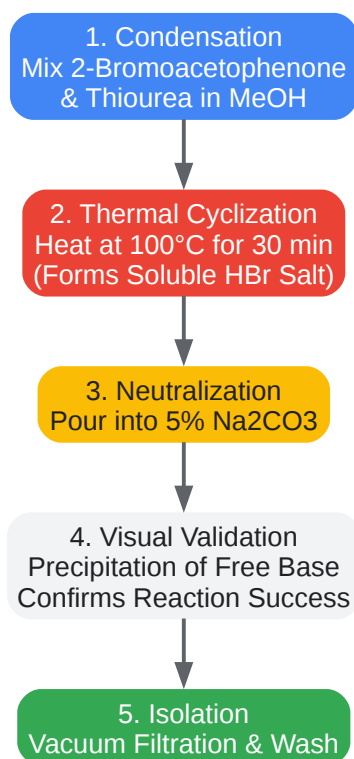 1. Condensation
Mix 2-Bromoacetophenone
& Thiourea in MeOH
2. Thermal Cyclization
Heat at 100°C for 30 min
(Forms Soluble HBr Salt)
3. Neutralization
Pour into 5% Na2CO3
4. Visual Validation
Precipitation of Free Base
Confirms Reaction Success
5. Isolation
Vacuum Filtration & Wash